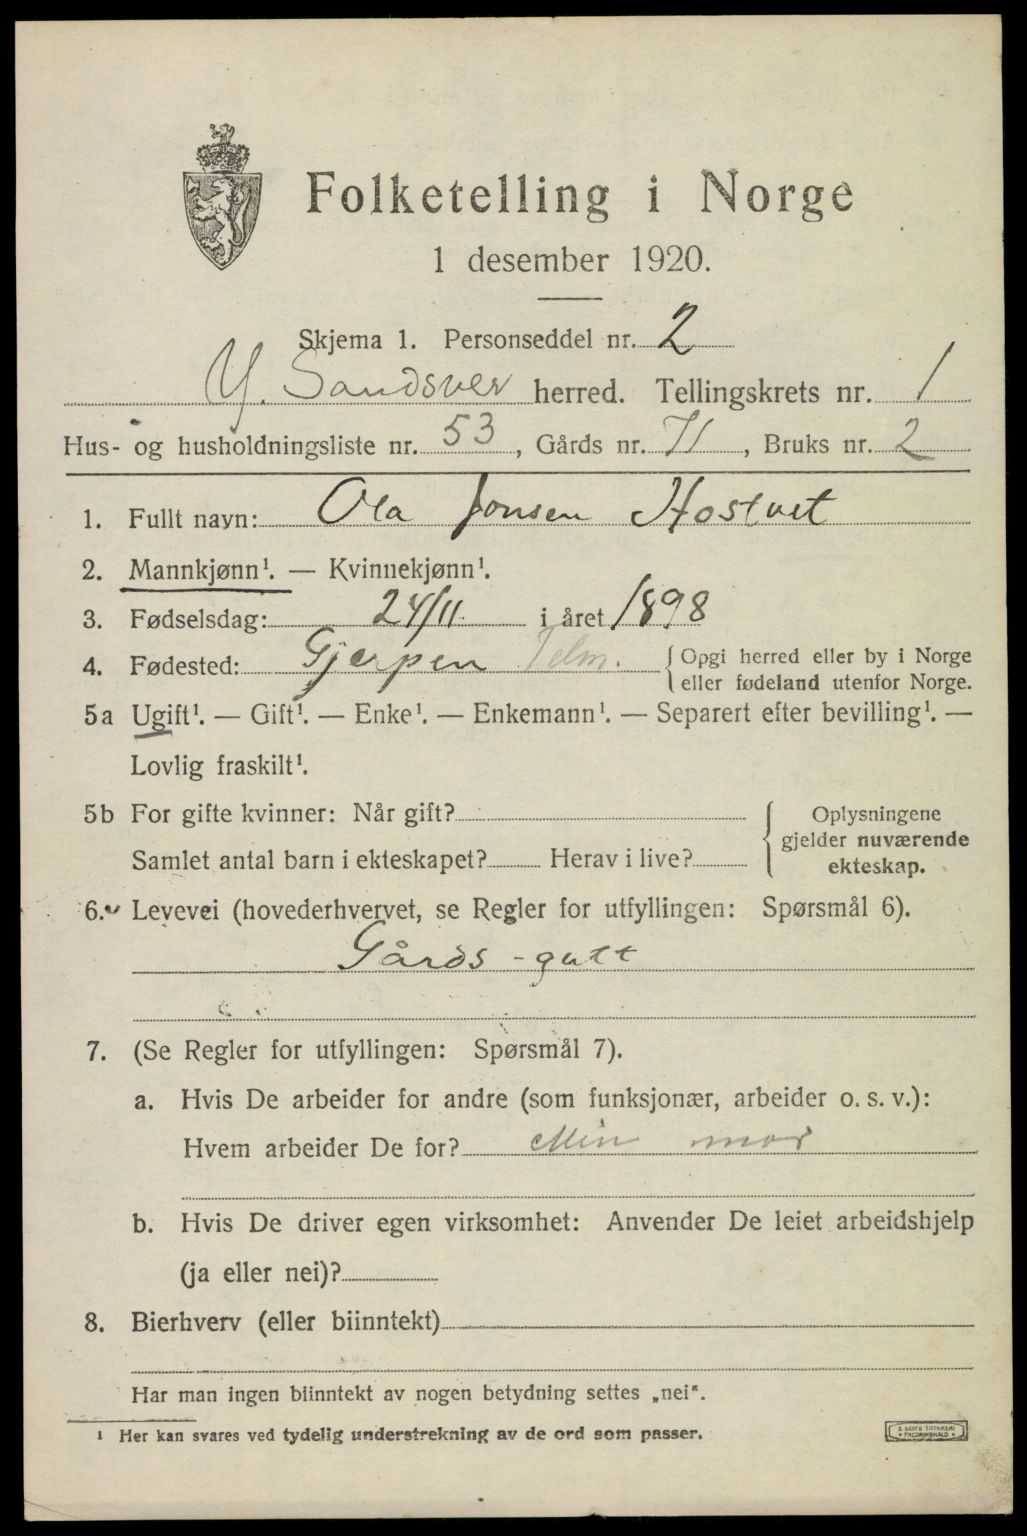 Folketelling i Norge
1 desember 1920.
Skjema 1. Personseddel nr. 2
Y. Sandsver herred. Tellingskrets nr. 1
Hus- og husholdningsliste nr. 53, Gårds nr. 71, Bruks nr. 2
1. Fullt navn: Ola Jonsen Hostvet
2. Mannkjønn¹. — Kvinnekjønn¹.
3. Fødselsdag: 24/11. i året 1898
4. Fødested: Gjerpen Telm. { Opgi herred eller by i Norge
eller fødeland utenfor Norge.
5a Ugift¹. — Gift¹. — Enke¹. — Enkemann¹. — Separert efter bevilling¹. —
Lovlig fraskilt¹.
5b For gifte kvinner: Når gift?
Samlet antal barn i ekteskapet? Herav i live?
Oplysningene
gjelder nuværende
ekteskap.
6. Levevei (hovederhvervet, se Regler for utfyllingen: Spørsmål 6).
Gårds-gutt
7. (Se Regler for utfyllingen: Spørsmål 7).
a. Hvis De arbeider for andre (som funksjonær, arbeider o. s. v.):
Hvem arbeider De for? Min mor
b. Hvis De driver egen virksomhet: Anvender De leiet arbeidshjelp
(ja eller nei)?
8. Bierhverv (eller biinntekt)
Har man ingen biinntekt av nogen betydning settes „nei".
¹ Her kan svares ved tydelig understrekning av de ord som passer.